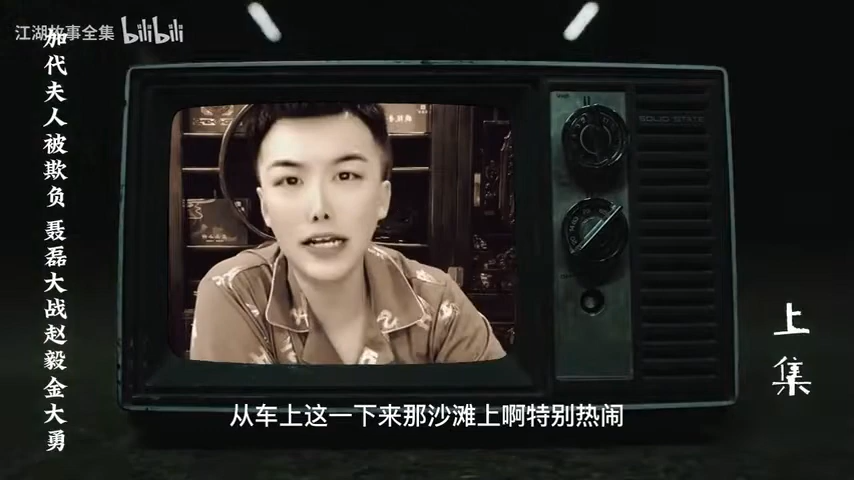 江湖故事全集 bilibili
加代夫人被欺负 聂磊大战赵毅金大勇
SOLID STATE
上集
从车上这一下来那沙滩上啊特别热闹